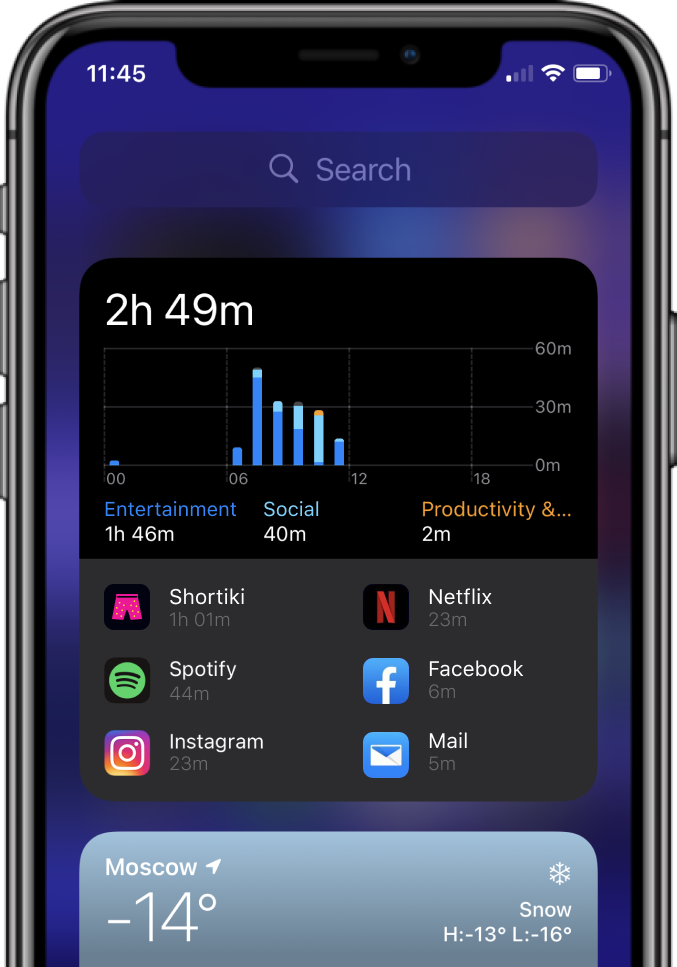 11:45
Search
2h 49m
60m
30m
0m
00 06 12 18
Entertainment Social Productivity &...
1h 46m 40m 2m
Shortiki Netflix
1h 01m 23m
Spotify Facebook
44m 6m
Instagram Mail
23m 5m
Moscow
-14°
Snow
H:-13° L:-16°